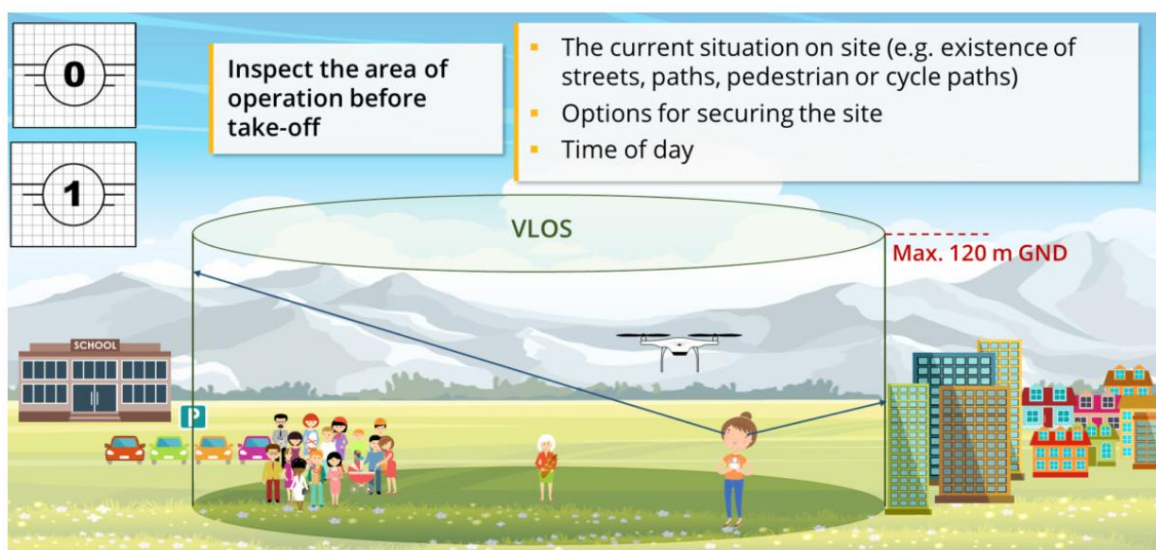 0
1
Inspect the area of
operation before
take-off
▪ The current situation on site (e.g. existence of
streets, paths, pedestrian or cycle paths)
▪ Options for securing the site
▪ Time of day
VLOS
Max. 120 m GND
SCHOOL
P